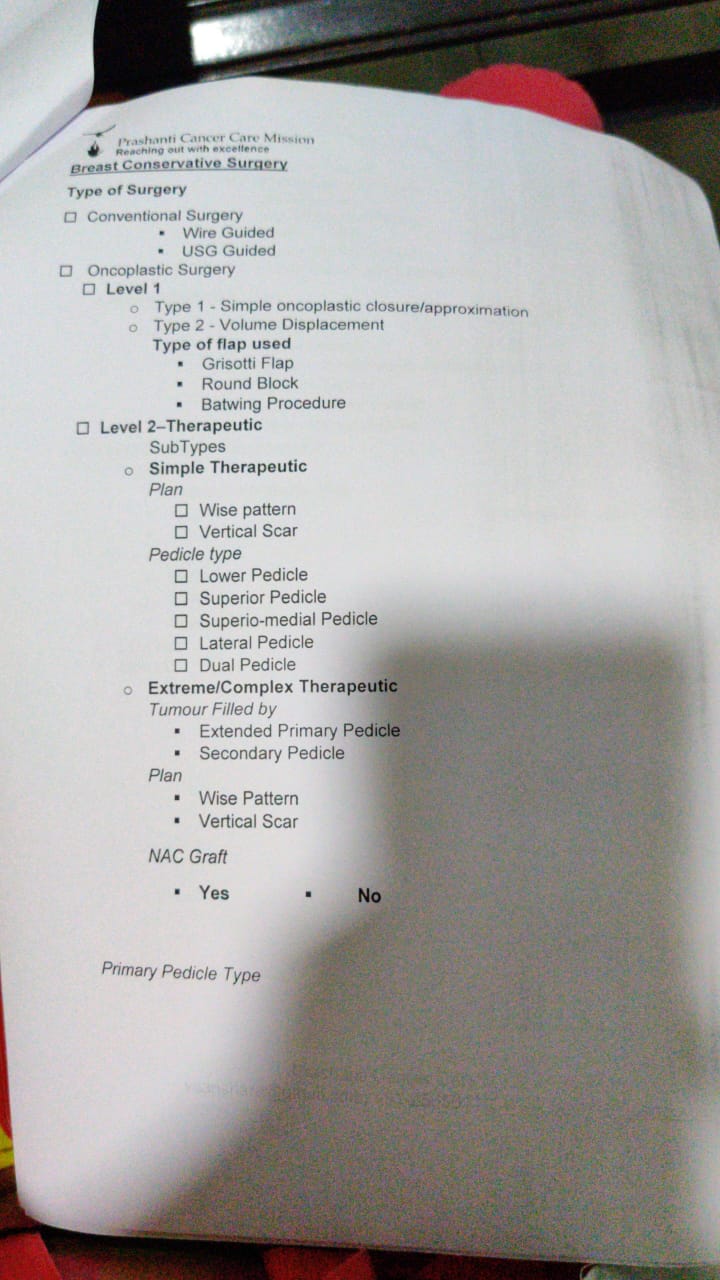 Prashanti Cancer Care Mission
Reaching out with excellence
Breast Conservative Surgery
Type of Surgery
☐ Conventional Surgery
▪ Wire Guided
▪ USG Guided
☐ Oncoplastic Surgery
☐ Level 1
○ Type 1 - Simple oncoplastic closure/approximation
○ Type 2 - Volume Displacement
Type of flap used
▪ Grisotti Flap
▪ Round Block
▪ Batwing Procedure
☐ Level 2–Therapeutic
SubTypes
○ Simple Therapeutic
Plan
☐ Wise pattern
☐ Vertical Scar
Pedicle type
☐ Lower Pedicle
☐ Superior Pedicle
☐ Superio-medial Pedicle
☐ Lateral Pedicle
☐ Dual Pedicle
○ Extreme/Complex Therapeutic
Tumour Filled by
▪ Extended Primary Pedicle
▪ Secondary Pedicle
Plan
▪ Wise Pattern
▪ Vertical Scar
NAC Graft
▪ Yes ▪ No
Primary Pedicle Type